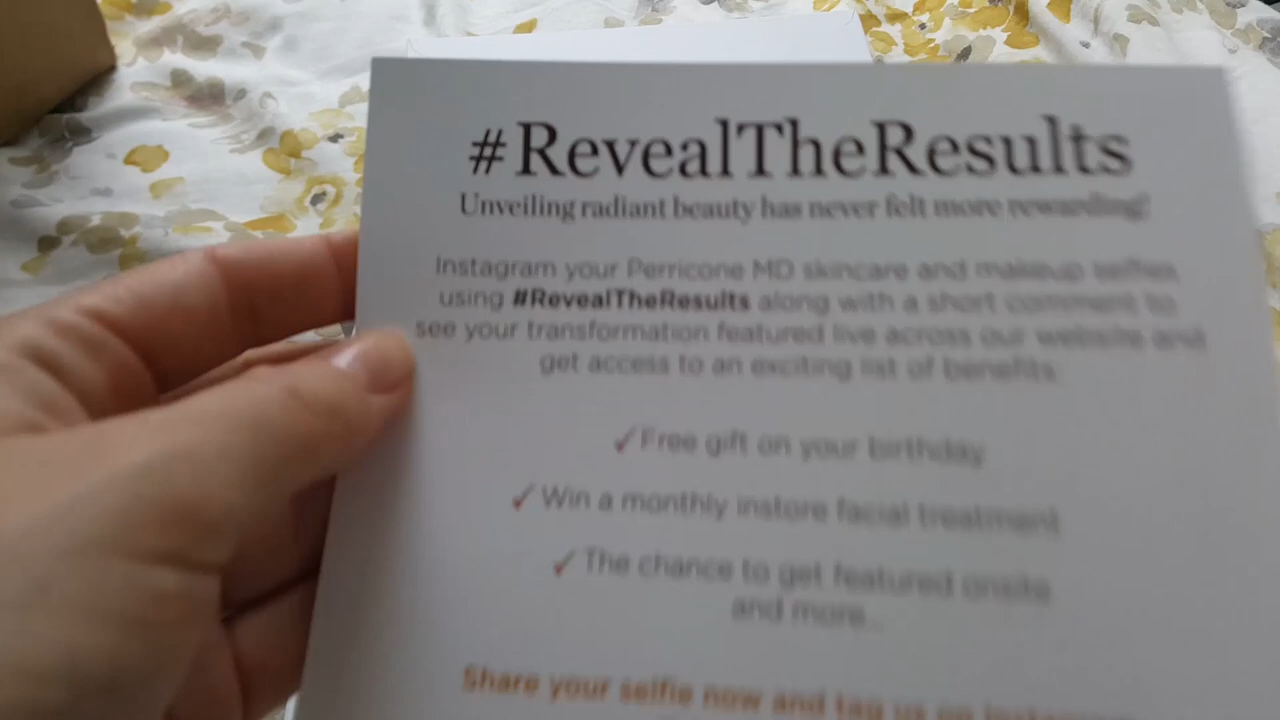 #RevealTheResults
Unveiling radiant beauty has never felt more rewarding!
Instagram your Perricone MD skincare and makeup selfies
using #RevealTheResults along with a short comment to
see your transformation featured live across our website and
get access to an exciting list of benefits
✓Free gift on your birthday
✓Win a monthly instore facial treatment
✓The chance to get featured onsite
and more...
Share your selfie now and tag us on Instagram